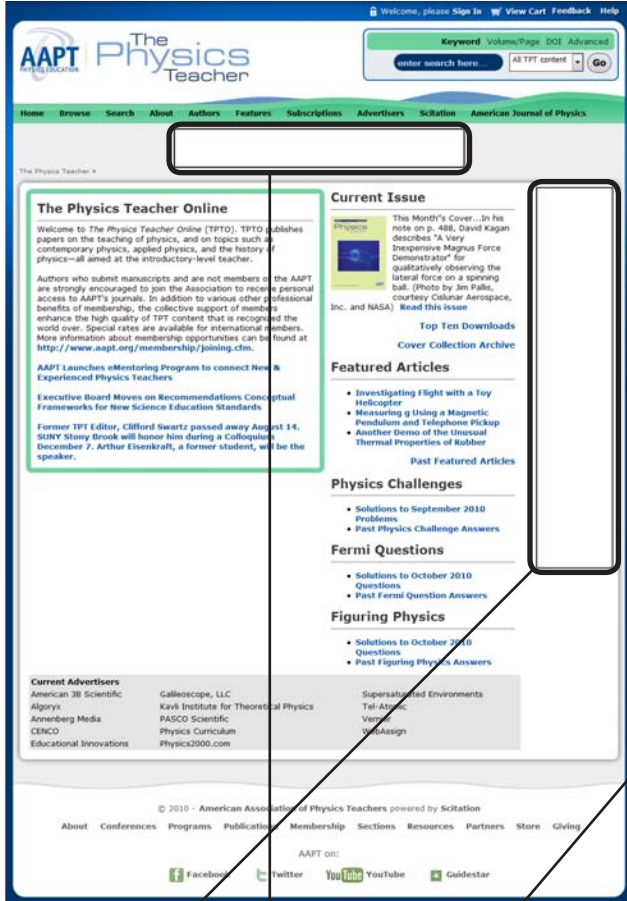 Welcome, please Sign In View Cart Feedback Help
AAPT
PHYSICS EDUCATION
The
Physics
Teacher
Keyword Volume/Page DOI Advanced
enter search here... All TPT content Go
Home Browse Search About Authors Features Subscriptions Advertisers Scitation American Journal of Physics
The Physics Teacher »
The Physics Teacher Online
Welcome to The Physics Teacher Online (TPTO). TPTO publishes
papers on the teaching of physics, and on topics such as
contemporary physics, applied physics, and the history of
physics—all aimed at the introductory-level teacher.
Authors who submit manuscripts and are not members of the AAPT
are strongly encouraged to join the Association to receive personal
access to AAPT's journals. In addition to various other professional
benefits of membership, the collective support of members
enhance the high quality of TPT content that is recognized the
world over. Special rates are available for international members.
More information about membership opportunities can be found at
http://www.aapt.org/membership/joining.cfm.
AAPT Launches eMentoring Program to connect New &
Experienced Physics Teachers
Executive Board Moves on Recommendations Conceptual
Frameworks for New Science Education Standards
Former TPT Editor, Clifford Swartz passed away August 14.
SUNY Stony Brook will honor him during a Colloquium
December 7. Arthur Eisenkraft, a former student, will be the
speaker.
Current Issue
Physics
This Month"s Cover...In his
note on p. 488, David Kagan
describes "A Very
Inexpensive Magnus Force
Demonstrator" for
qualitatively observing the
lateral force on a spinning
ball. (Photo by Jim Pallis,
courtesy Cislunar Aerospace,
Inc. and NASA) Read this issue
Top Ten Downloads
Cover Collection Archive
Featured Articles
• Investigating Flight with a Toy
Helicopter
• Measuring g Using a Magnetic
Pendulum and Telephone Pickup
• Another Demo of the Unusual
Thermal Properties of Rubber
Past Featured Articles
Physics Challenges
• Solutions to September 2010
Problems
• Past Physics Challenge Answers
Fermi Questions
• Solutions to October 2010
Questions
• Past Fermi Question Answers
Figuring Physics
• Solutions to October 2010
Questions
• Past Figuring Physics Answers
Current Advertisers
American 3B Scientific Galileoscope, LLC Supersaturated Environments
Algoryx Kavli Institute for Theoretical Physics Tel-Atomic
Annenberg Media PASCO Scientific Vernier
CENCO Physics Curriculum WebAssign
Educational Innovations Physics2000.com
© 2010 - American Association of Physics Teachers powered by Scitation
About Conferences Programs Publications Membership Sections Resources Partners Store Giving
AAPT on:
Facebook Twitter YouTube YouTube Guidestar